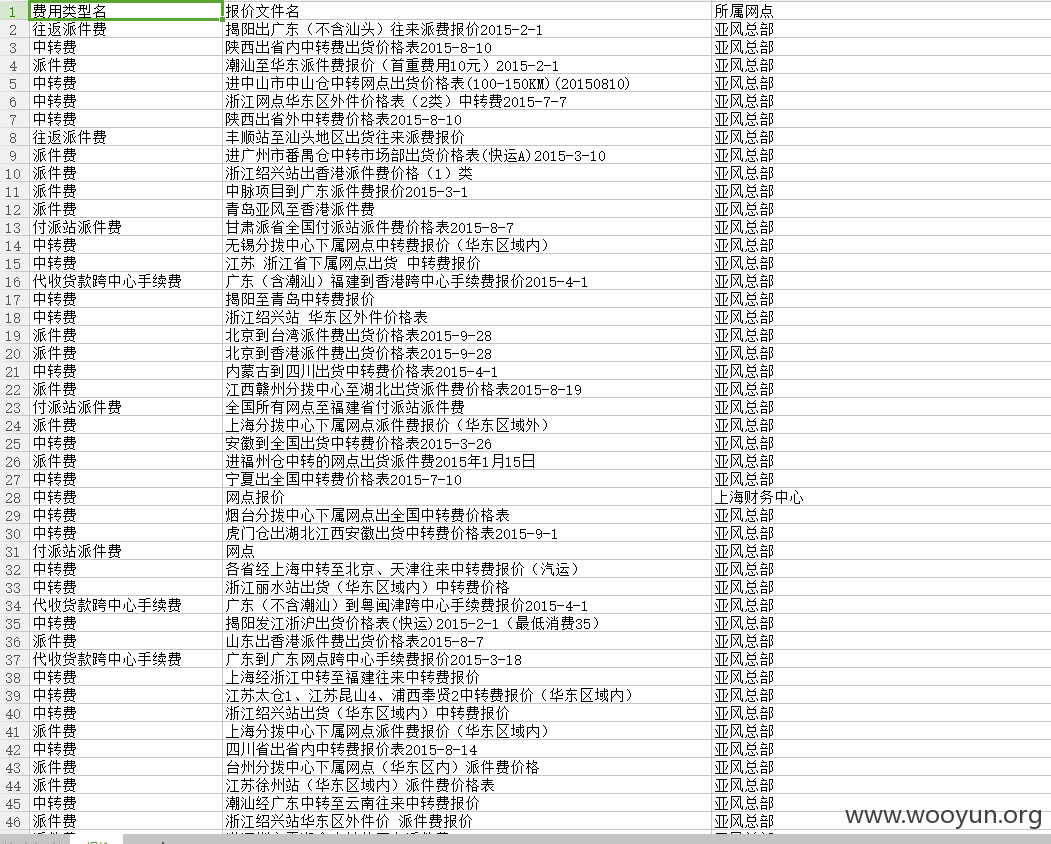 1 费用类型名 报价文件名 所属网点
2 往返派件费 揭阳出广东（不含汕头）往来派费报价2015-2-1 亚风总部
3 中转费 陕西出省内中转费出货价格表2015-8-10 亚风总部
4 派件费 潮汕至华东派件费报价（首重费用10元）2015-2-1 亚风总部
5 中转费 进中山市中山仓中转网点出货价格表(100-150KM)(20150810) 亚风总部
6 中转费 浙江网点华东区外件价格表（2类）中转费2015-7-7 亚风总部
7 中转费 陕西出省外中转费价格表2015-8-10 亚风总部
8 往返派件费 丰顺站至汕头地区出货往来派费报价 亚风总部
9 派件费 进广州市番禺仓中转市场部出货价格表(快运A)2015-3-10 亚风总部
10 派件费 浙江绍兴站出香港派件费价格（1）类 亚风总部
11 派件费 中脉项目到广东派件费报价2015-3-1 亚风总部
12 派件费 青岛亚风至香港派件费 亚风总部
13 付派站派件费 甘肃派省全国付派站派件费价格表2015-8-7 亚风总部
14 中转费 无锡分拨中心下属网点中转费报价（华东区域内） 亚风总部
15 中转费 江苏 浙江省下属网点出货 中转费报价 亚风总部
16 代收货款跨中心手续费 广东（含潮汕）福建到香港跨中心手续费报价2015-4-1 亚风总部
17 中转费 揭阳至青岛中转费报价 亚风总部
18 中转费 浙江绍兴站 华东区外件价格表 亚风总部
19 派件费 北京到台湾派件费出货价格表2015-9-28 亚风总部
20 派件费 北京到香港派件费出货价格表2015-9-28 亚风总部
21 中转费 内蒙古到四川出货中转费价格表2015-4-1 亚风总部
22 派件费 江西赣州分拨中心至湖北出货派件费价格表2015-8-19 亚风总部
23 付派站派件费 全国所有网点至福建省付派站派件费 亚风总部
24 派件费 上海分拨中心下属网点派件费报价（华东区域外） 亚风总部
25 中转费 安徽到全国出货中转费价格表2015-3-26 亚风总部
26 派件费 进福州仓中转的网点出货派件费2015年1月15日 亚风总部
27 中转费 宁夏出全国中转费价格表2015-7-10 亚风总部
28 中转费 网点报价 上海财务中心
29 中转费 烟台分拨中心下属网点出全国中转费价格表 亚风总部
30 中转费 虎门仓出湖北江西安徽出货中转费价格表2015-9-1 亚风总部
31 付派站派件费 网点 亚风总部
32 中转费 各省经上海中转至北京、天津往来中转费报价（汽运） 亚风总部
33 中转费 浙江丽水站出货（华东区域内）中转费价格 亚风总部
34 代收货款跨中心手续费 广东（不含潮汕）到粤闽津跨中心手续费报价2015-4-1 亚风总部
35 中转费 揭阳发江浙沪出货价格表(快运)2015-2-1（最低消费35） 亚风总部
36 派件费 山东出香港派件费出货价格表2015-8-7 亚风总部
37 代收货款跨中心手续费 广东到广东网点跨中心手续费报价2015-3-18 亚风总部
38 中转费 上海经浙江中转至福建往来中转费报价 亚风总部
39 中转费 江苏太仓1、江苏昆山4、浦西奉贤2中转费报价（华东区域内） 亚风总部
40 中转费 浙江绍兴站出货（华东区域内）中转费报价 亚风总部
41 派件费 上海分拨中心下属网点派件费报价（华东区域内） 亚风总部
42 中转费 四川省出省内中转费报价表2015-8-14 亚风总部
43 派件费 台州分拨中心下属网点（华东区内）派件费价格 亚风总部
44 派件费 江苏徐州站（华东区域内）派件费价格表 亚风总部
45 中转费 潮汕经广东中转至云南往来中转费报价 亚风总部
46 派件费 浙江绍兴站华东区外件价 派件费报价 亚风总部
www.wooyun.org